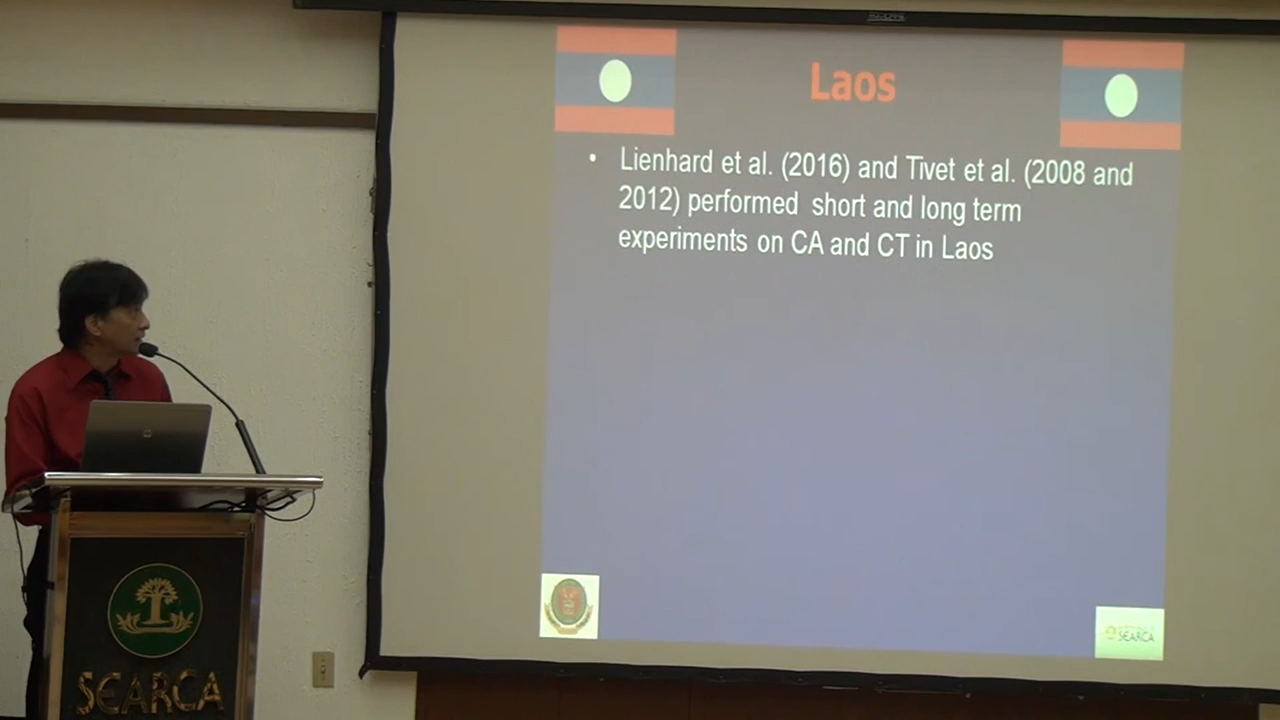 Laos
• Lienhard et al. (2016) and Tivet et al. (2008 and
2012) performed short and long term
experiments on CA and CT in Laos
SEARCA
SEARCA